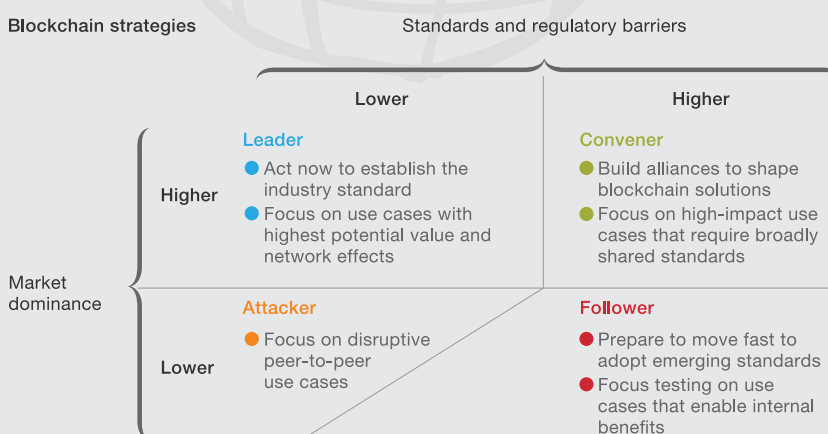 Blockchain strategies
Standards and regulatory barriers
Lower
Higher
Market
dominance
Higher
Leader
Act now to establish the
industry standard
Focus on use cases with
highest potential value and
network effects
Convener
Build alliances to shape
blockchain solutions
Focus on high-impact use
cases that require broadly
shared standards
Lower
Attacker
Focus on disruptive
peer-to-peer
use cases
Follower
Prepare to move fast to
adopt emerging standards
Focus testing on use
cases that enable internal
benefits